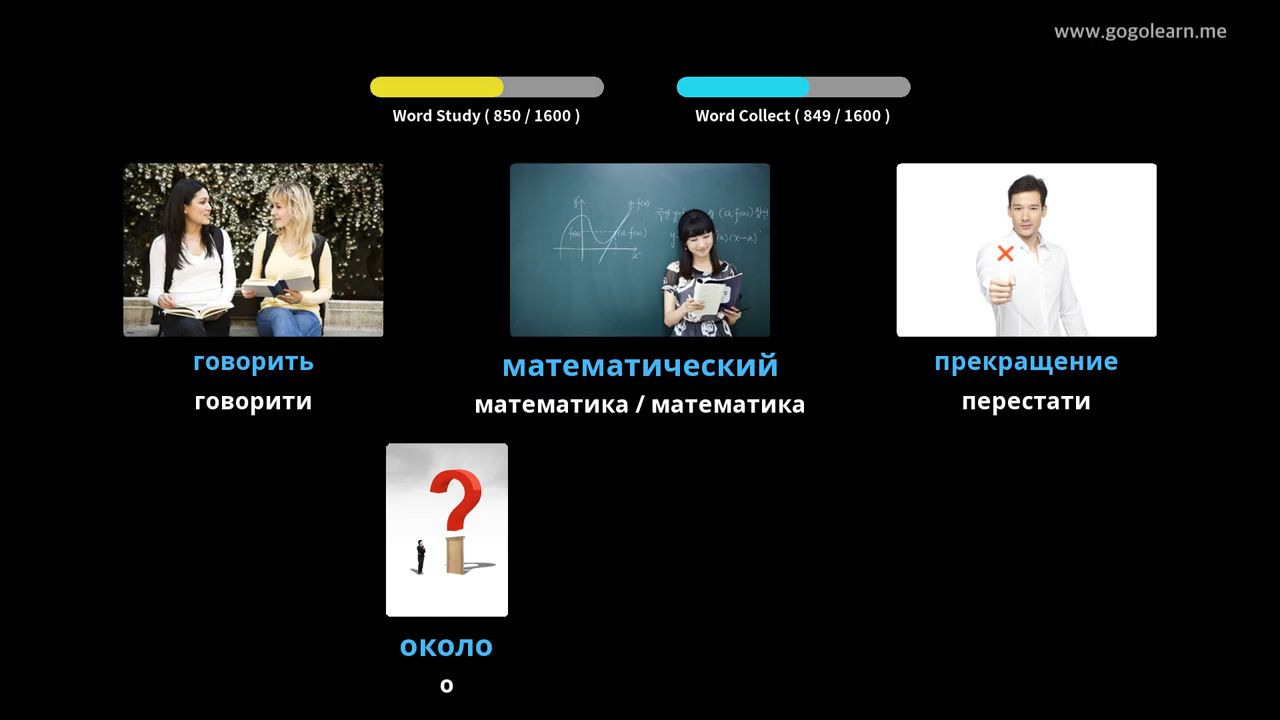 www.gogolearn.me
Word Study ( 850 / 1600 )
Word Collect ( 849 / 1600 )
говорить
математический
прекращение
говорити
математика / математика
перестати
около
о